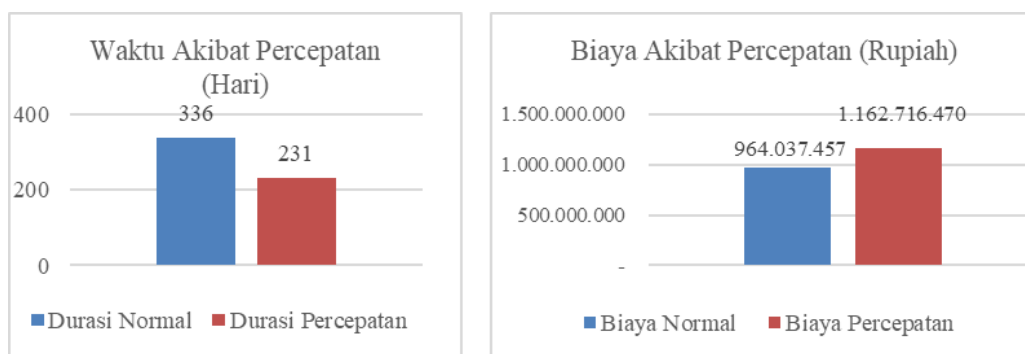 Waktu Akibat Percepatan
(Hari)
400
336
231
200
0
Durasi Normal
Durasi Percepatan
Biaya Akibat Percepatan (Rupiah)
1.500.000.000
1.162.716.470
964.037.457
1.000.000.000
500.000.000
-
Biaya Normal
Biaya Percepatan